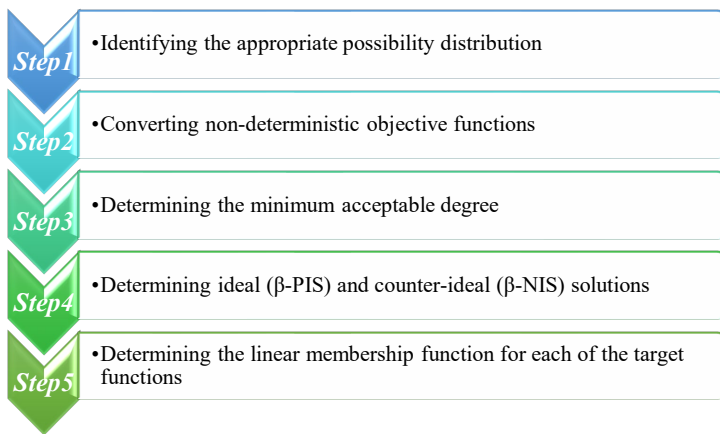 Step1
•Identifying the appropriate possibility distribution
Step2
•Converting non-deterministic objective functions
Step3
•Determining the minimum acceptable degree
Step4
•Determining ideal (β-PIS) and counter-ideal (β-NIS) solutions
Step5
•Determining the linear membership function for each of the target
functions